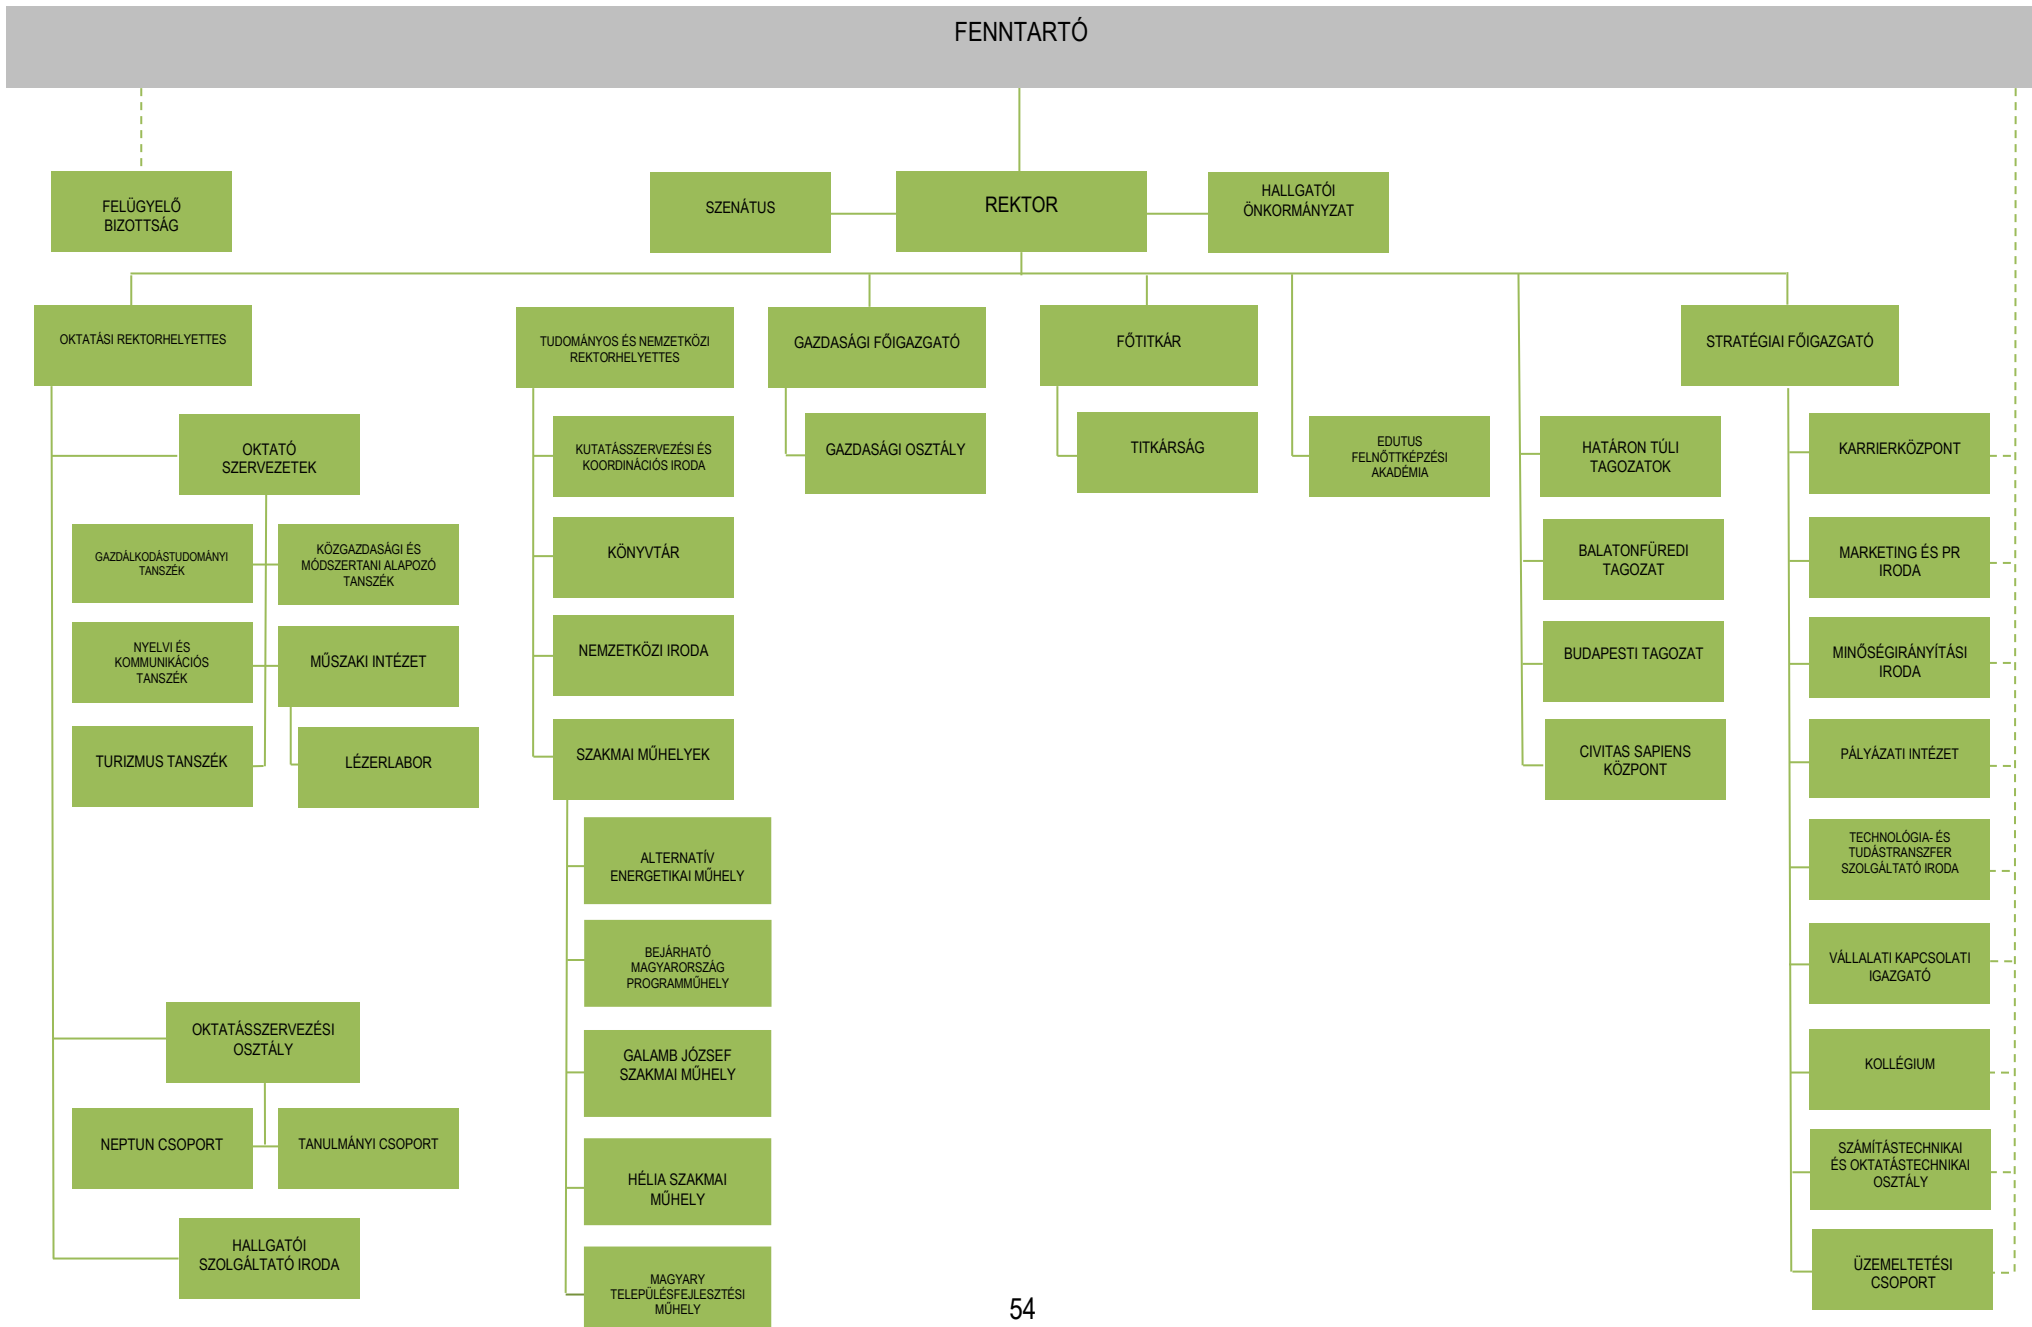 FENNTARTÓ
FELÜGYELŐ
BIZOTTSÁG
SZENÁTUS
REKTOR
HALLGATÓI
ÖNKORMÁNYZAT
OKTATÁSI REKTORHELYETTES
TUDOMÁNYOS ÉS NEMZETKÖZI
REKTORHELYETTES
GAZDASÁGI FŐIGAZGATÓ
FŐTITKÁR
STRATÉGIAI FŐIGAZGATÓ
OKTATÓ
SZERVEZETEK
GAZDÁLKODÁSTUDOMÁNYI
TANSZÉK
KÖZGAZDASÁGI ÉS
MÓDSZERTANI ALAPOZÓ
TANSZÉK
NYELVI ÉS
KOMMUNIKÁCIÓS
TANSZÉK
MŰSZAKI INTÉZET
TURIZMUS TANSZÉK
LÉZERLABOR
OKTATÁSSZERVEZÉSI
OSZTÁLY
NEPTUN CSOPORT
TANULMÁNYI CSOPORT
HALLGATÓI
SZOLGÁLTATÓ IRODA
KUTATÁSSZERVEZÉSI ÉS
KOORDINÁCIÓS IRODA
KÖNYVTÁR
NEMZETKÖZI IRODA
SZAKMAI MŰHELYEK
ALTERNATÍV
ENERGETIKAI MŰHELY
BEJÁRHATÓ
MAGYARORSZÁG
PROGRAMMŰHELY
GALAMB JÓZSEF
SZAKMAI MŰHELY
HÉLIA SZAKMAI
MŰHELY
MAGYARY
TELEPÜLÉSFEJLESZTÉSI
MŰHELY
GAZDASÁGI OSZTÁLY
TITKÁRSÁG
EDUTUS
FELNŐTTKÉPZÉSI
AKADÉMIA
HATÁRON TÚLI
TAGOZATOK
BALATONFÜREDI
TAGOZAT
BUDAPESTI TAGOZAT
CIVITAS SAPIENS
KÖZPONT
KARRIERKÖZPONT
MARKETING ÉS PR
IRODA
MINŐSÉGIRÁNYÍTÁSI
IRODA
PÁLYÁZATI INTÉZET
TECHNOLÓGIA- ÉS
TUDÁSTRANSZFER
SZOLGÁLTATÓ IRODA
VÁLLALATI KAPCSOLATI
IGAZGATÓ
KOLLÉGIUM
SZÁMÍTÁSTECHNIKAI
ÉS OKTATÁSTECHNIKAI
OSZTÁLY
ÜZEMELTETÉSI
CSOPORT
54